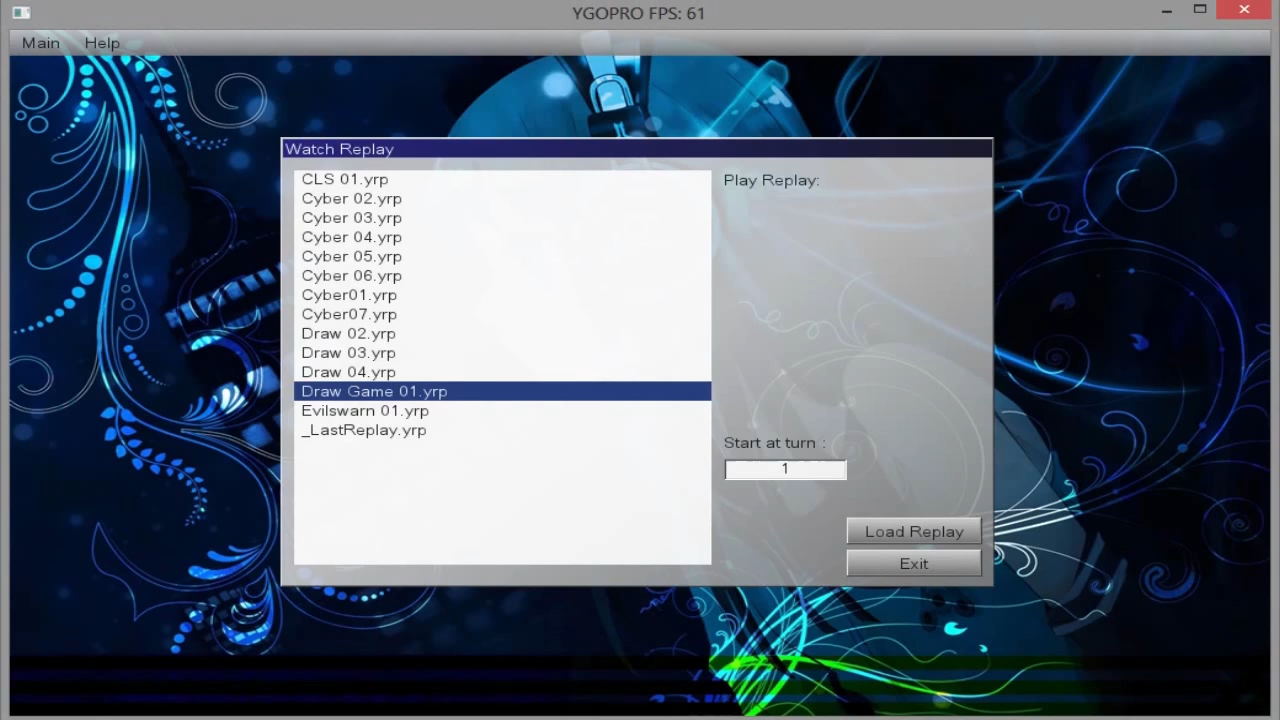 YGOPRO FPS: 61
Main Help
Watch Replay
CLS 01.yrp
Cyber 02.yrp
Cyber 03.yrp
Cyber 04.yrp
Cyber 05.yrp
Cyber 06.yrp
Cyber01.yrp
Cyber07.yrp
Draw 02.yrp
Draw 03.yrp
Draw 04.yrp
Draw Game 01.yrp
Evilswarn 01.yrp
_LastReplay.yrp
Play Replay:
Start at turn :
1
Load Replay
Exit